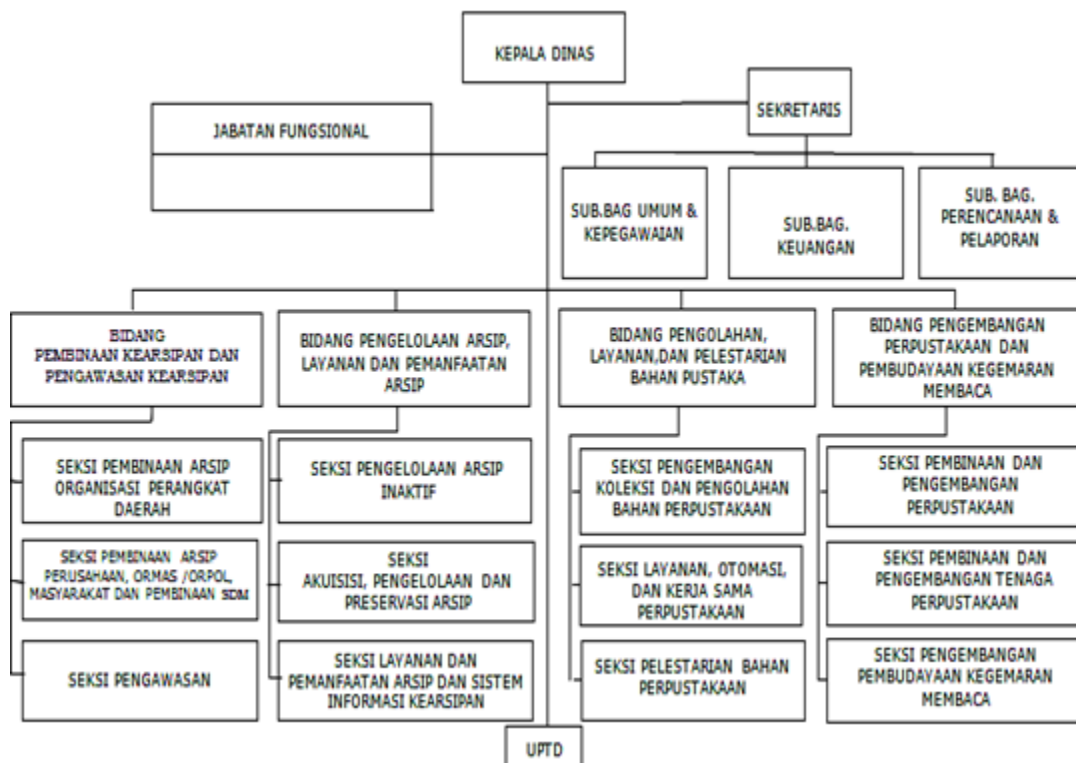 KEPALA DINAS
SEKRETARIS
JABATAN FUNGSIONAL
SUB.BAG UMUM &
KEPEGAWAIAN
SUB.BAG.
KEUANGAN
SUB. BAG.
PERENCANAAN &
PELAPORAN
BIDANG
PEMBINAAN KEARSIPAN DAN
PENGAWASAN KEARSIPAN
BIDANG PENGELOLAAN ARSIP,
LAYANAN DAN PEMANFAATAN
ARSIP
BIDANG PENGOLAHAN,
LAYANAN,DAN PELESTARIAN
BAHAN PUSTAKA
BIDANG PENGEMBANGAN
PERPUSTAKAAN DAN
PEMBUDAYAAN KEGEMARAN
MEMBACA
SEKSI PEMBINAAN ARSIP
ORGANISASI PERANGKAT
DAERAH
SEKSI PENGELOLAAN ARSIP
INAKTIF
SEKSI PENGEMBANGAN
KOLEKSI DAN PENGOLAHAN
BAHAN PERPUSTAKAAN
SEKSI PEMBINAAN DAN
PENGEMBANGAN
PERPUSTAKAAN
SEKSI PEMBINAAN ARSIP
PERUSAHAAN, ORMAS /ORPOL,
MASYARAKAT DAN PEMBINAAN SDM
SEKSI
AKUISISI, PENGELOLAAN DAN
PRESERVASI ARSIP
SEKSI LAYANAN, OTOMASI,
DAN KERJA SAMA
PERPUSTAKAAN
SEKSI PEMBINAAN DAN
PENGEMBANGAN TENAGA
PERPUSTAKAAN
SEKSI PENGAWASAN
SEKSI LAYANAN DAN
PEMANFAATAN ARSIP DAN SISTEM
INFORMASI KEARSIPAN
SEKSI PELESTARIAN BAHAN
PERPUSTAKAAN
SEKSI PENGEMBANGAN
PEMBUDAYAAN KEGEMARAN
MEMBACA
UPTD